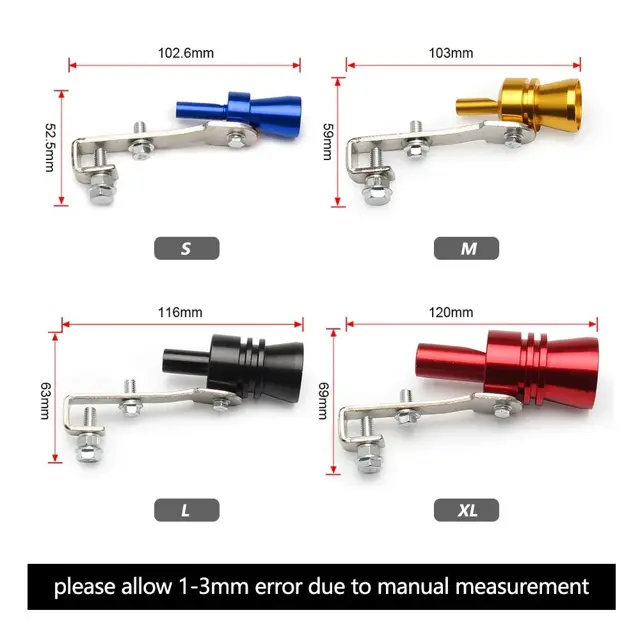 102.6mm
103mm
52.5mm
59mm
S
M
116mm
120mm
63mm
69mm
L
XL
please allow 1-3mm error due to manual measurement